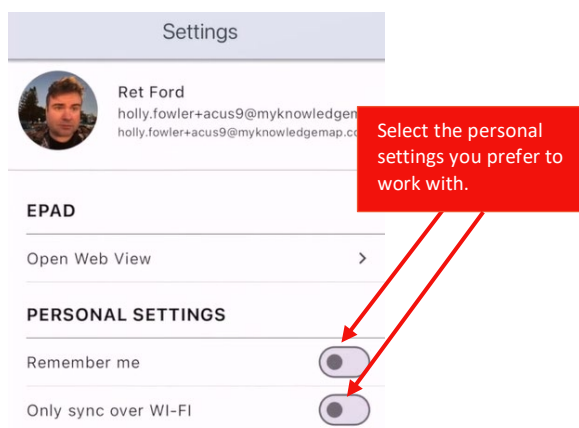 Settings
Ret Ford
holly.fowler+acus9@myknowledgem
holly.fowler+acus9@myknowledgemap.co
Select the personal
settings you prefer to
work with.
EPAD
Open Web View
PERSONAL SETTINGS
Remember me
Only sync over WI-FI